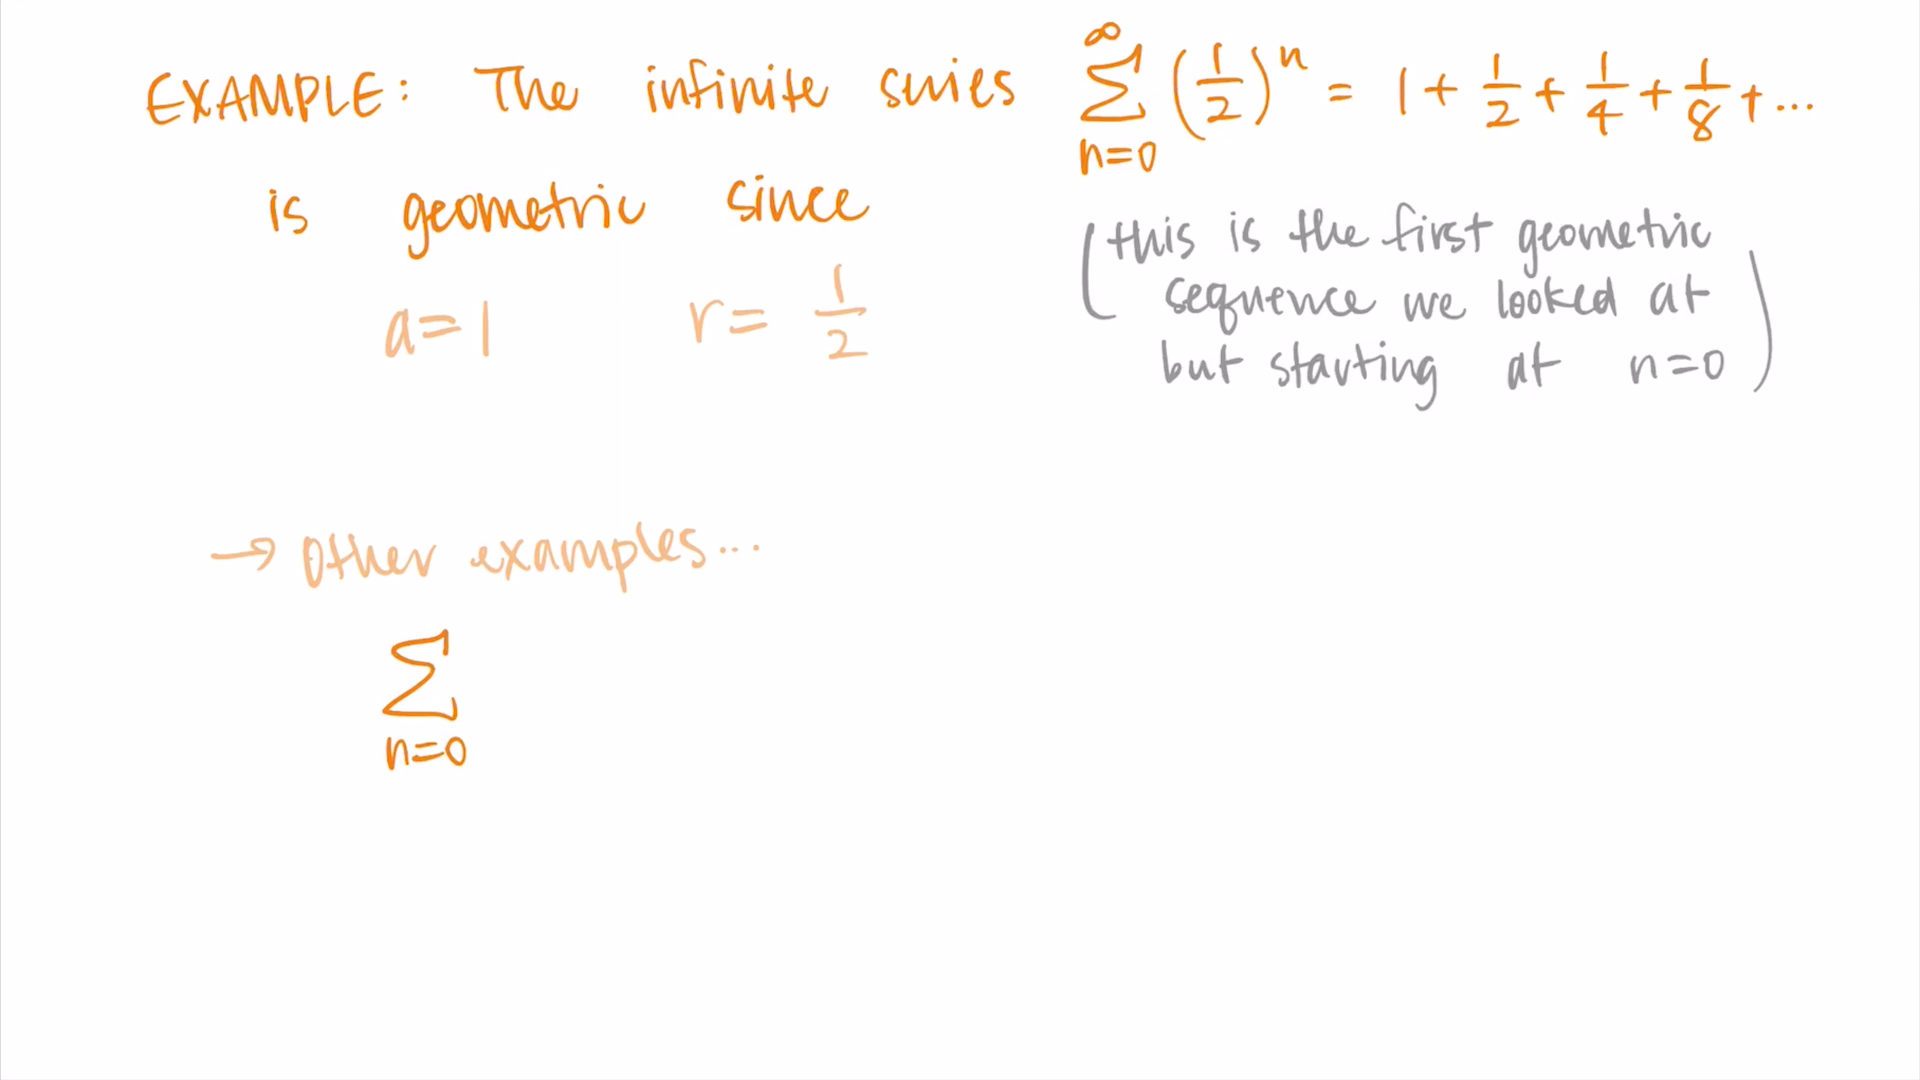 EXAMPLE: The infinite series ∞ ∑ n=0 (1/2)^n = 1 + 1/2 + 1/4 + 1/8 + ...
is geometric since
a=1 r= 1/2
(this is the first geometric
sequence we looked at
but starting at n=0)
→ Other examples...
∑
n=0